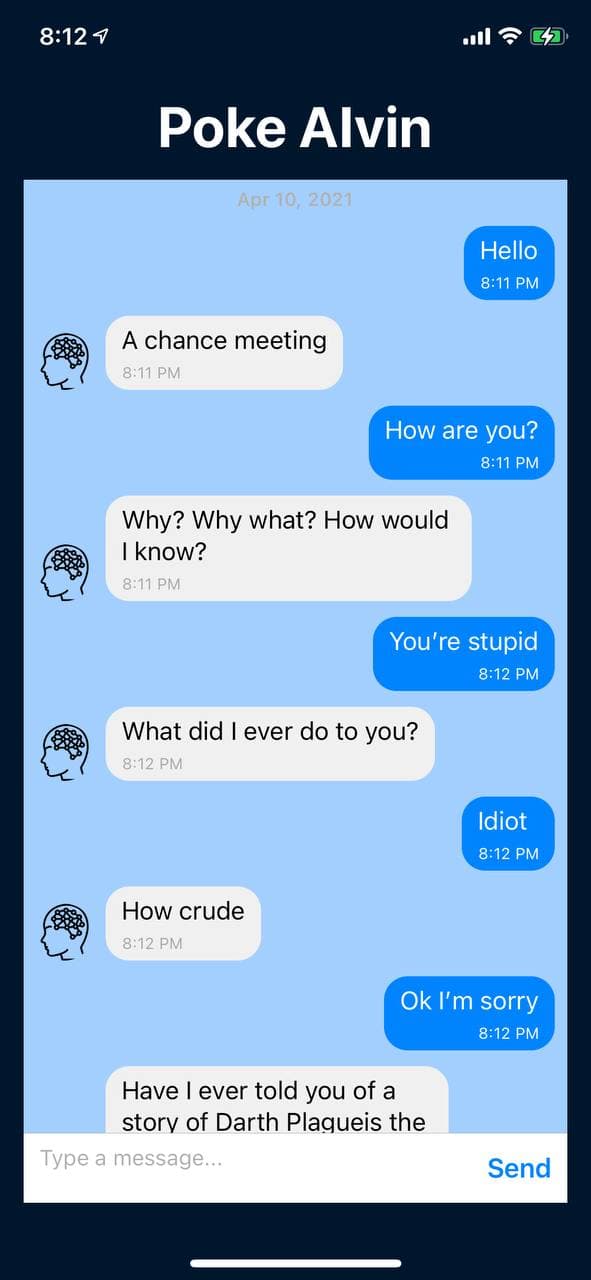 8:12
Poke Alvin
Apr 10, 2021
Hello
8:11 PM
A chance meeting
8:11 PM
How are you?
8:11 PM
Why? Why what? How would
I know?
8:11 PM
You're stupid
8:12 PM
What did I ever do to you?
8:12 PM
Idiot
8:12 PM
How crude
8:12 PM
Ok I'm sorry
8:12 PM
Have I ever told you of a
story of Darth Plagueis the
Type a message...
Send